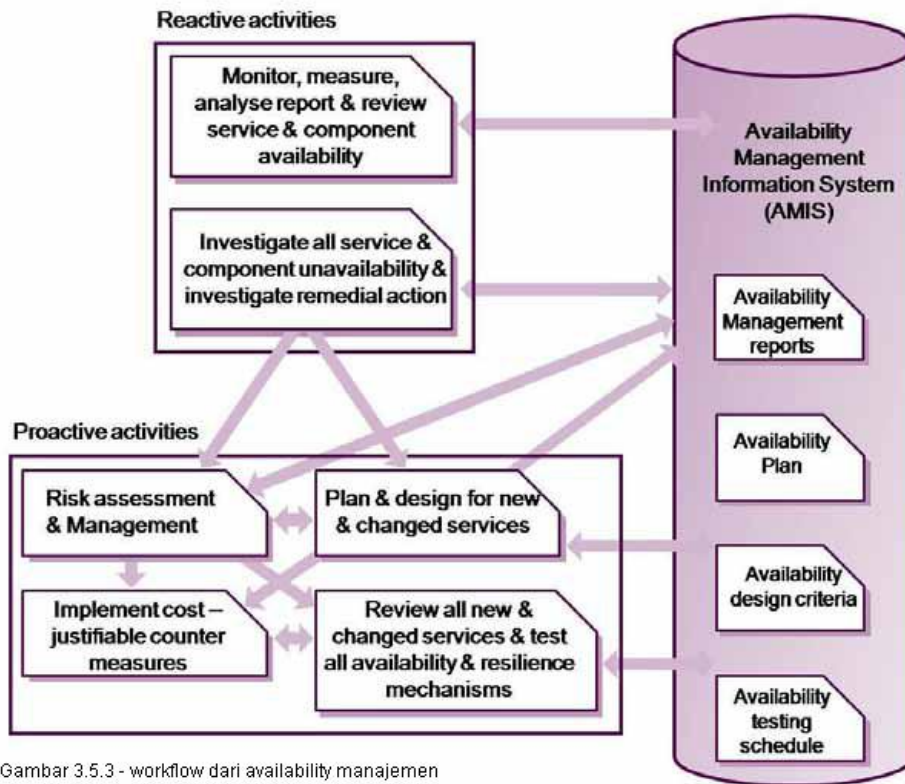 Reactive activities
Monitor, measure,
analyse report & review
service & component
availability
Investigate all service &
component unavailability &
investigate remedial action
Proactive activities
Risk assessment
& Management
Plan & design for new
& changed services
Implement cost –
justifiable counter
measures
Review all new &
changed services & test
all availability & resilience
mechanisms
Availability
Management
Information System
(AMIS)
Availability
Management
reports
Availability
Plan
Availability
design criteria
Availability
testing
schedule
Gambar 3.5.3 - workflow dari availability manajemen